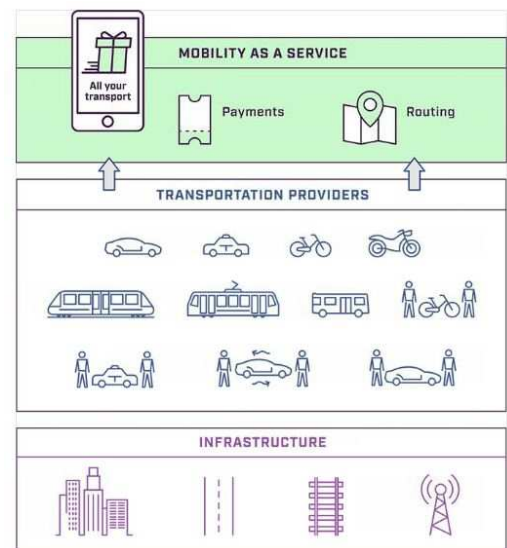 MOBILITY AS A SERVICE
All your
transport
Payments
Routing
TRANSPORTATION PROVIDERS
INFRASTRUCTURE